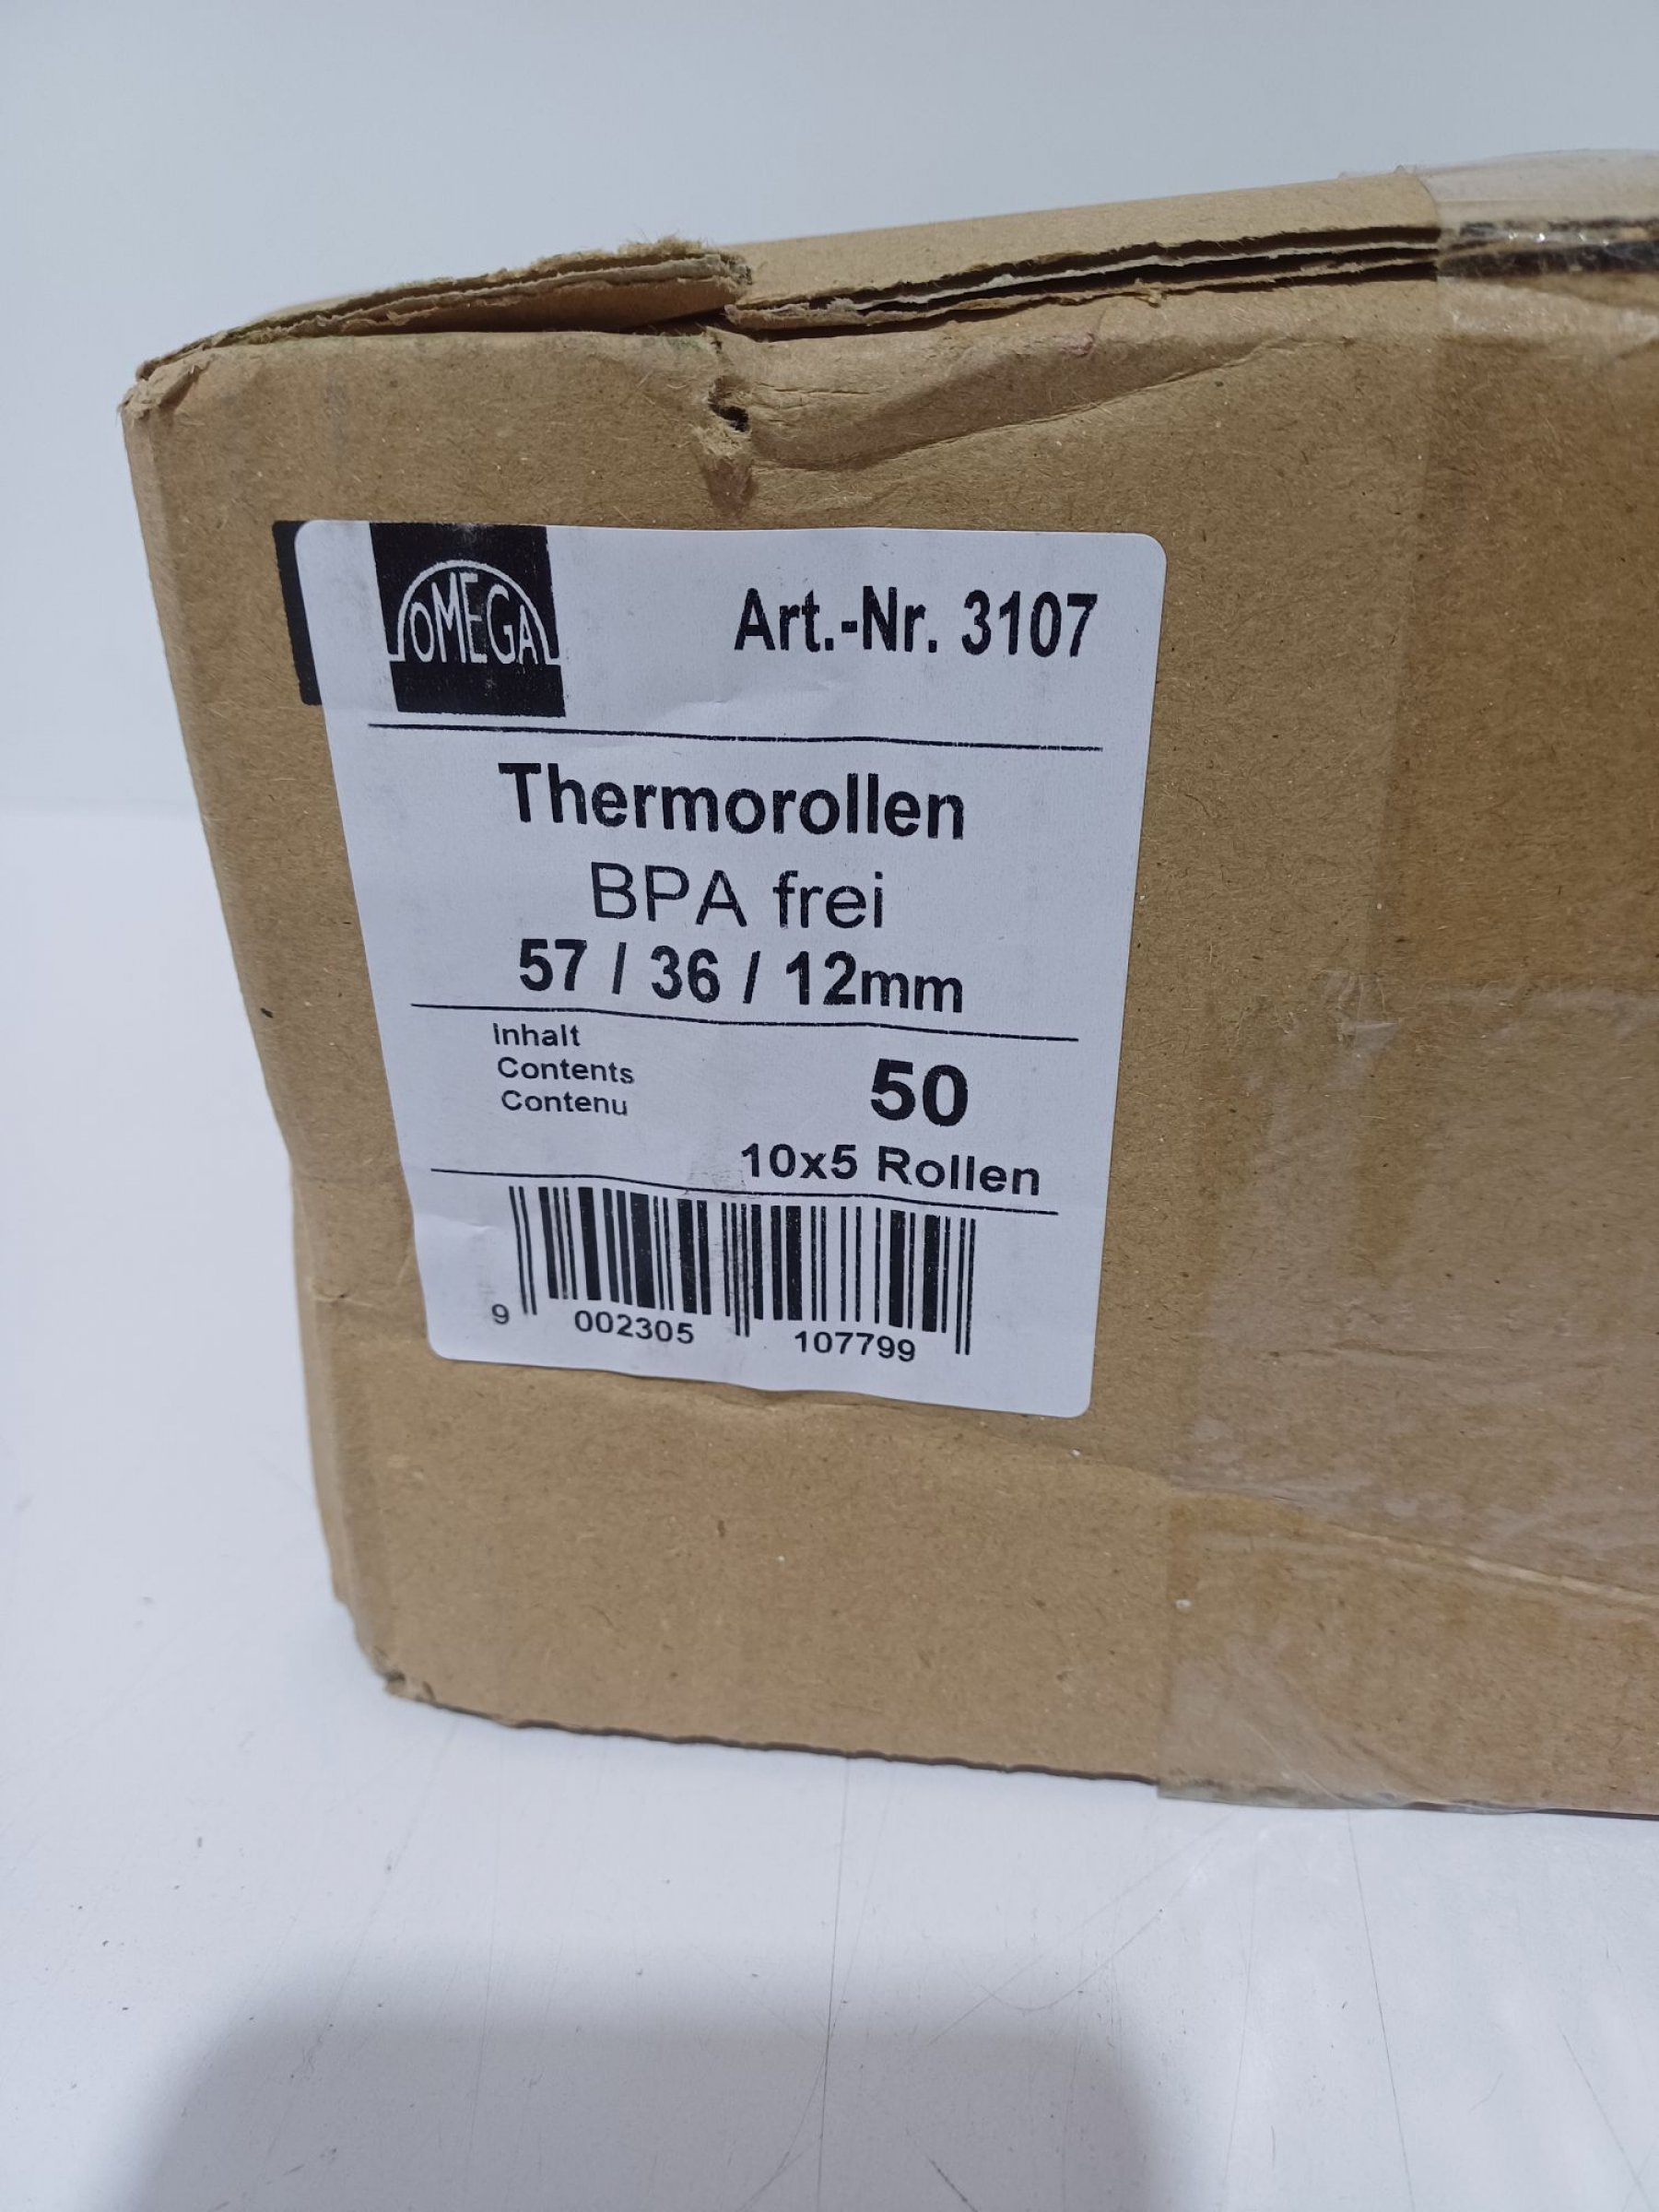 OMEGA
Art.-Nr. 3107
Thermorollen
BPA frei
57 / 36 / 12mm
Inhalt
Contents
Contenu
50
10x5 Rollen
9 002305 107799